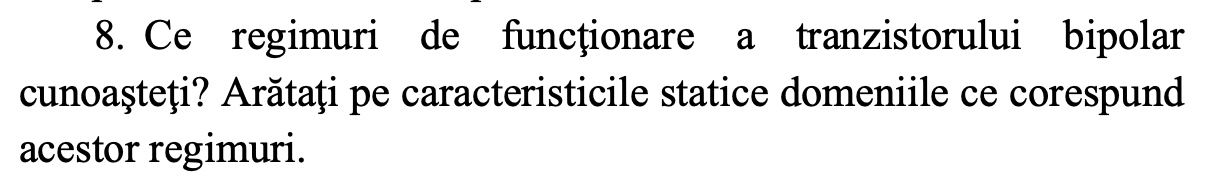 8. Ce regimuri de funcţionare a tranzistorului bipolar
cunoaşteţi? Arătaţi pe caracteristicile statice domeniile ce corespund
acestor regimuri.